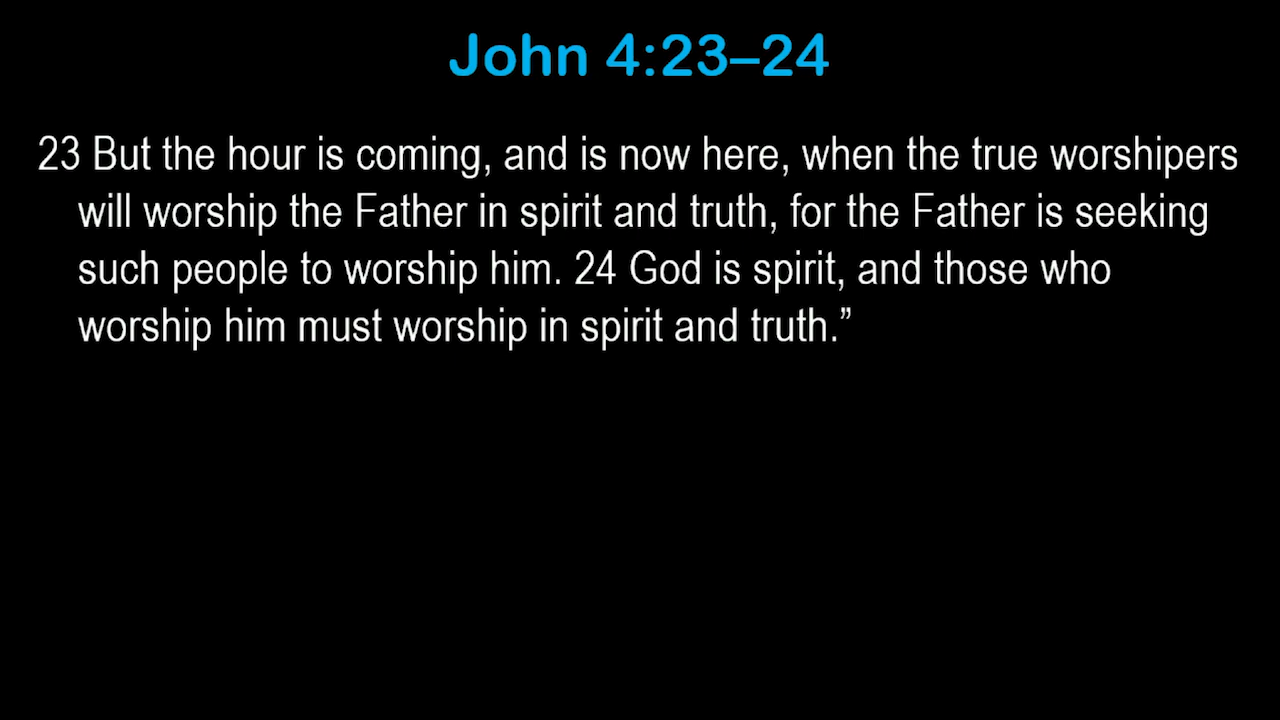 John 4:23–24
23 But the hour is coming, and is now here, when the true worshipers
will worship the Father in spirit and truth, for the Father is seeking
such people to worship him. 24 God is spirit, and those who
worship him must worship in spirit and truth.”